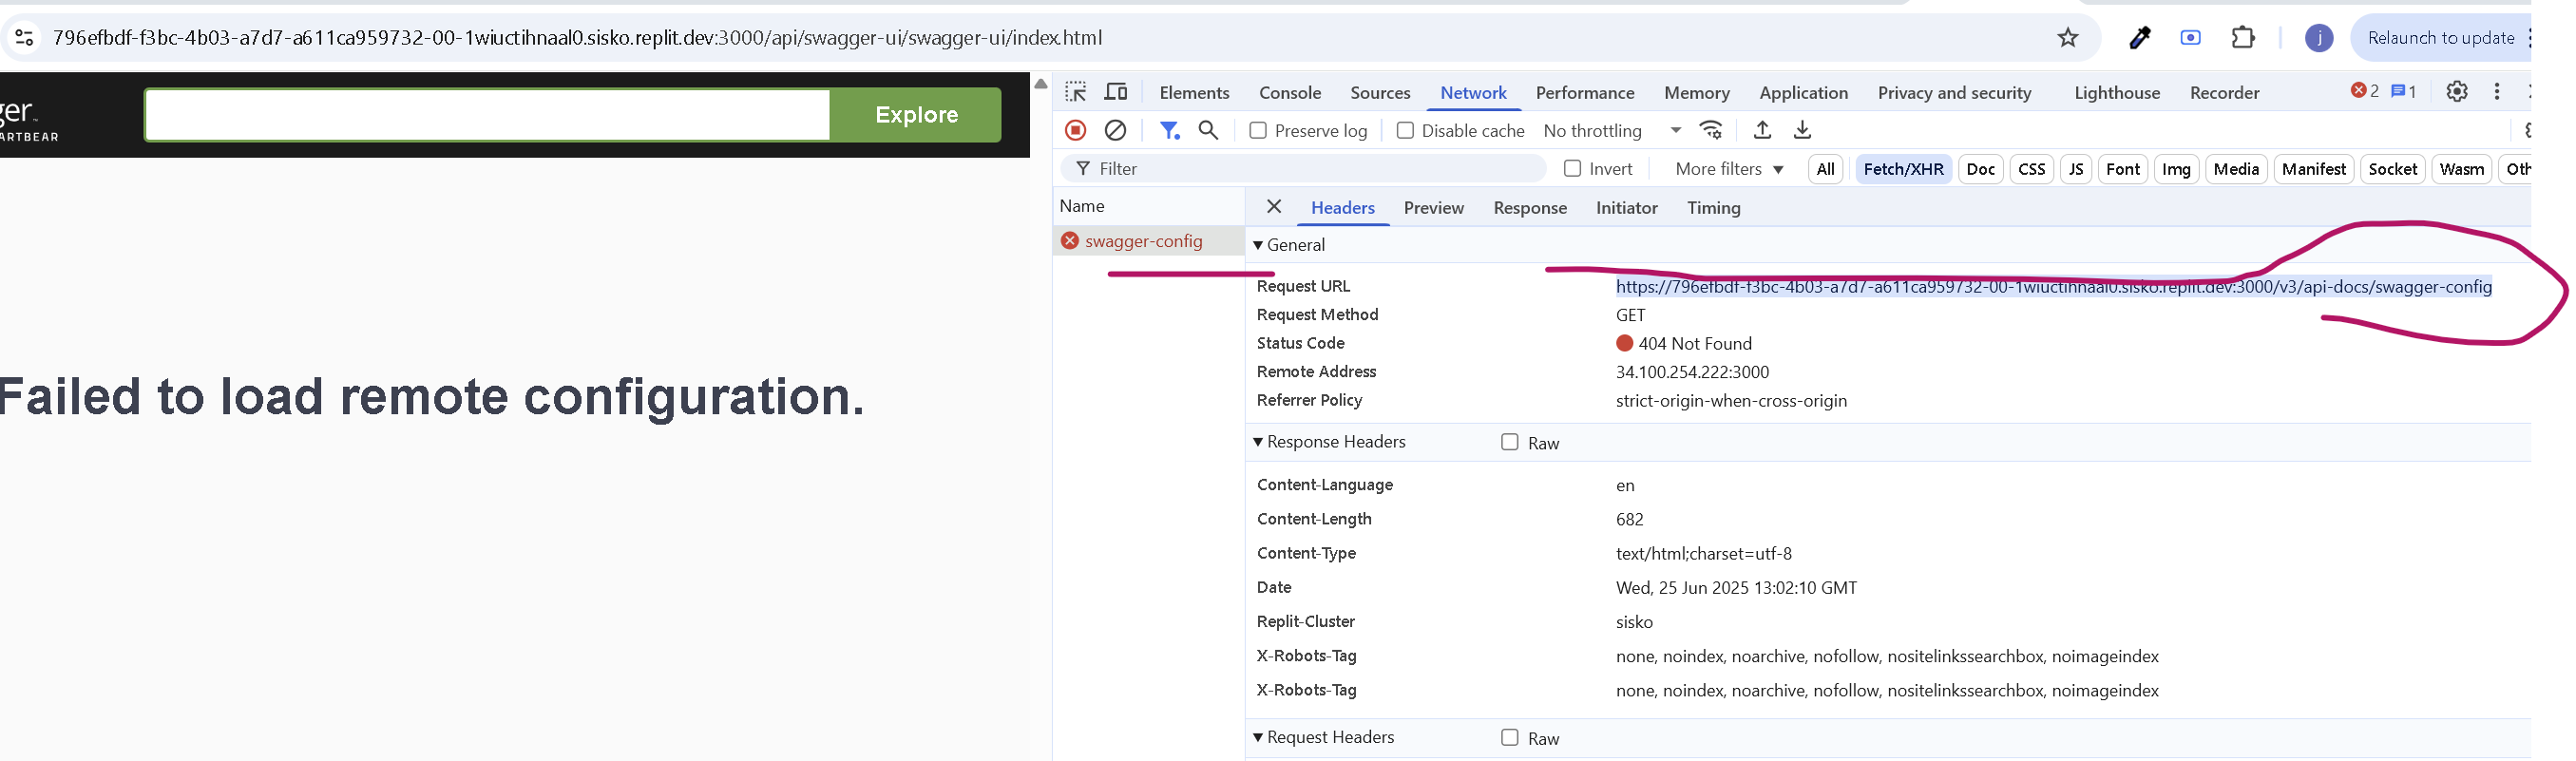 796efbdf-f3bc-4b03-a7d7-a611ca959732-00-1wiuctihnaal0.sisko.replit.dev:3000/api/swagger-ui/swagger-ui/index.html
j
Relaunch to update
ger
ARTBEAR
Explore
Failed to load remote configuration.
Elements Console Sources Network Performance Memory Application Privacy and security Lighthouse Recorder 2 1
Preserve log Disable cache No throttling
Filter Invert More filters All Fetch/XHR Doc CSS JS Font Img Media Manifest Socket Wasm Oth
Name
swagger-config
Headers Preview Response Initiator Timing
General
Request URL https://796efbdf-f3bc-4b03-a7d7-a611ca959732-00-1wiuctihnaal0.sisko.replit.dev:3000/v3/api-docs/swagger-config
Request Method GET
Status Code 404 Not Found
Remote Address 34.100.254.222:3000
Referrer Policy strict-origin-when-cross-origin
Response Headers Raw
Content-Language en
Content-Length 682
Content-Type text/html;charset=utf-8
Date Wed, 25 Jun 2025 13:02:10 GMT
Replit-Cluster sisko
X-Robots-Tag none, noindex, noarchive, nofollow, nositelinkssearchbox, noimageindex
X-Robots-Tag none, noindex, noarchive, nofollow, nositelinkssearchbox, noimageindex
Request Headers Raw